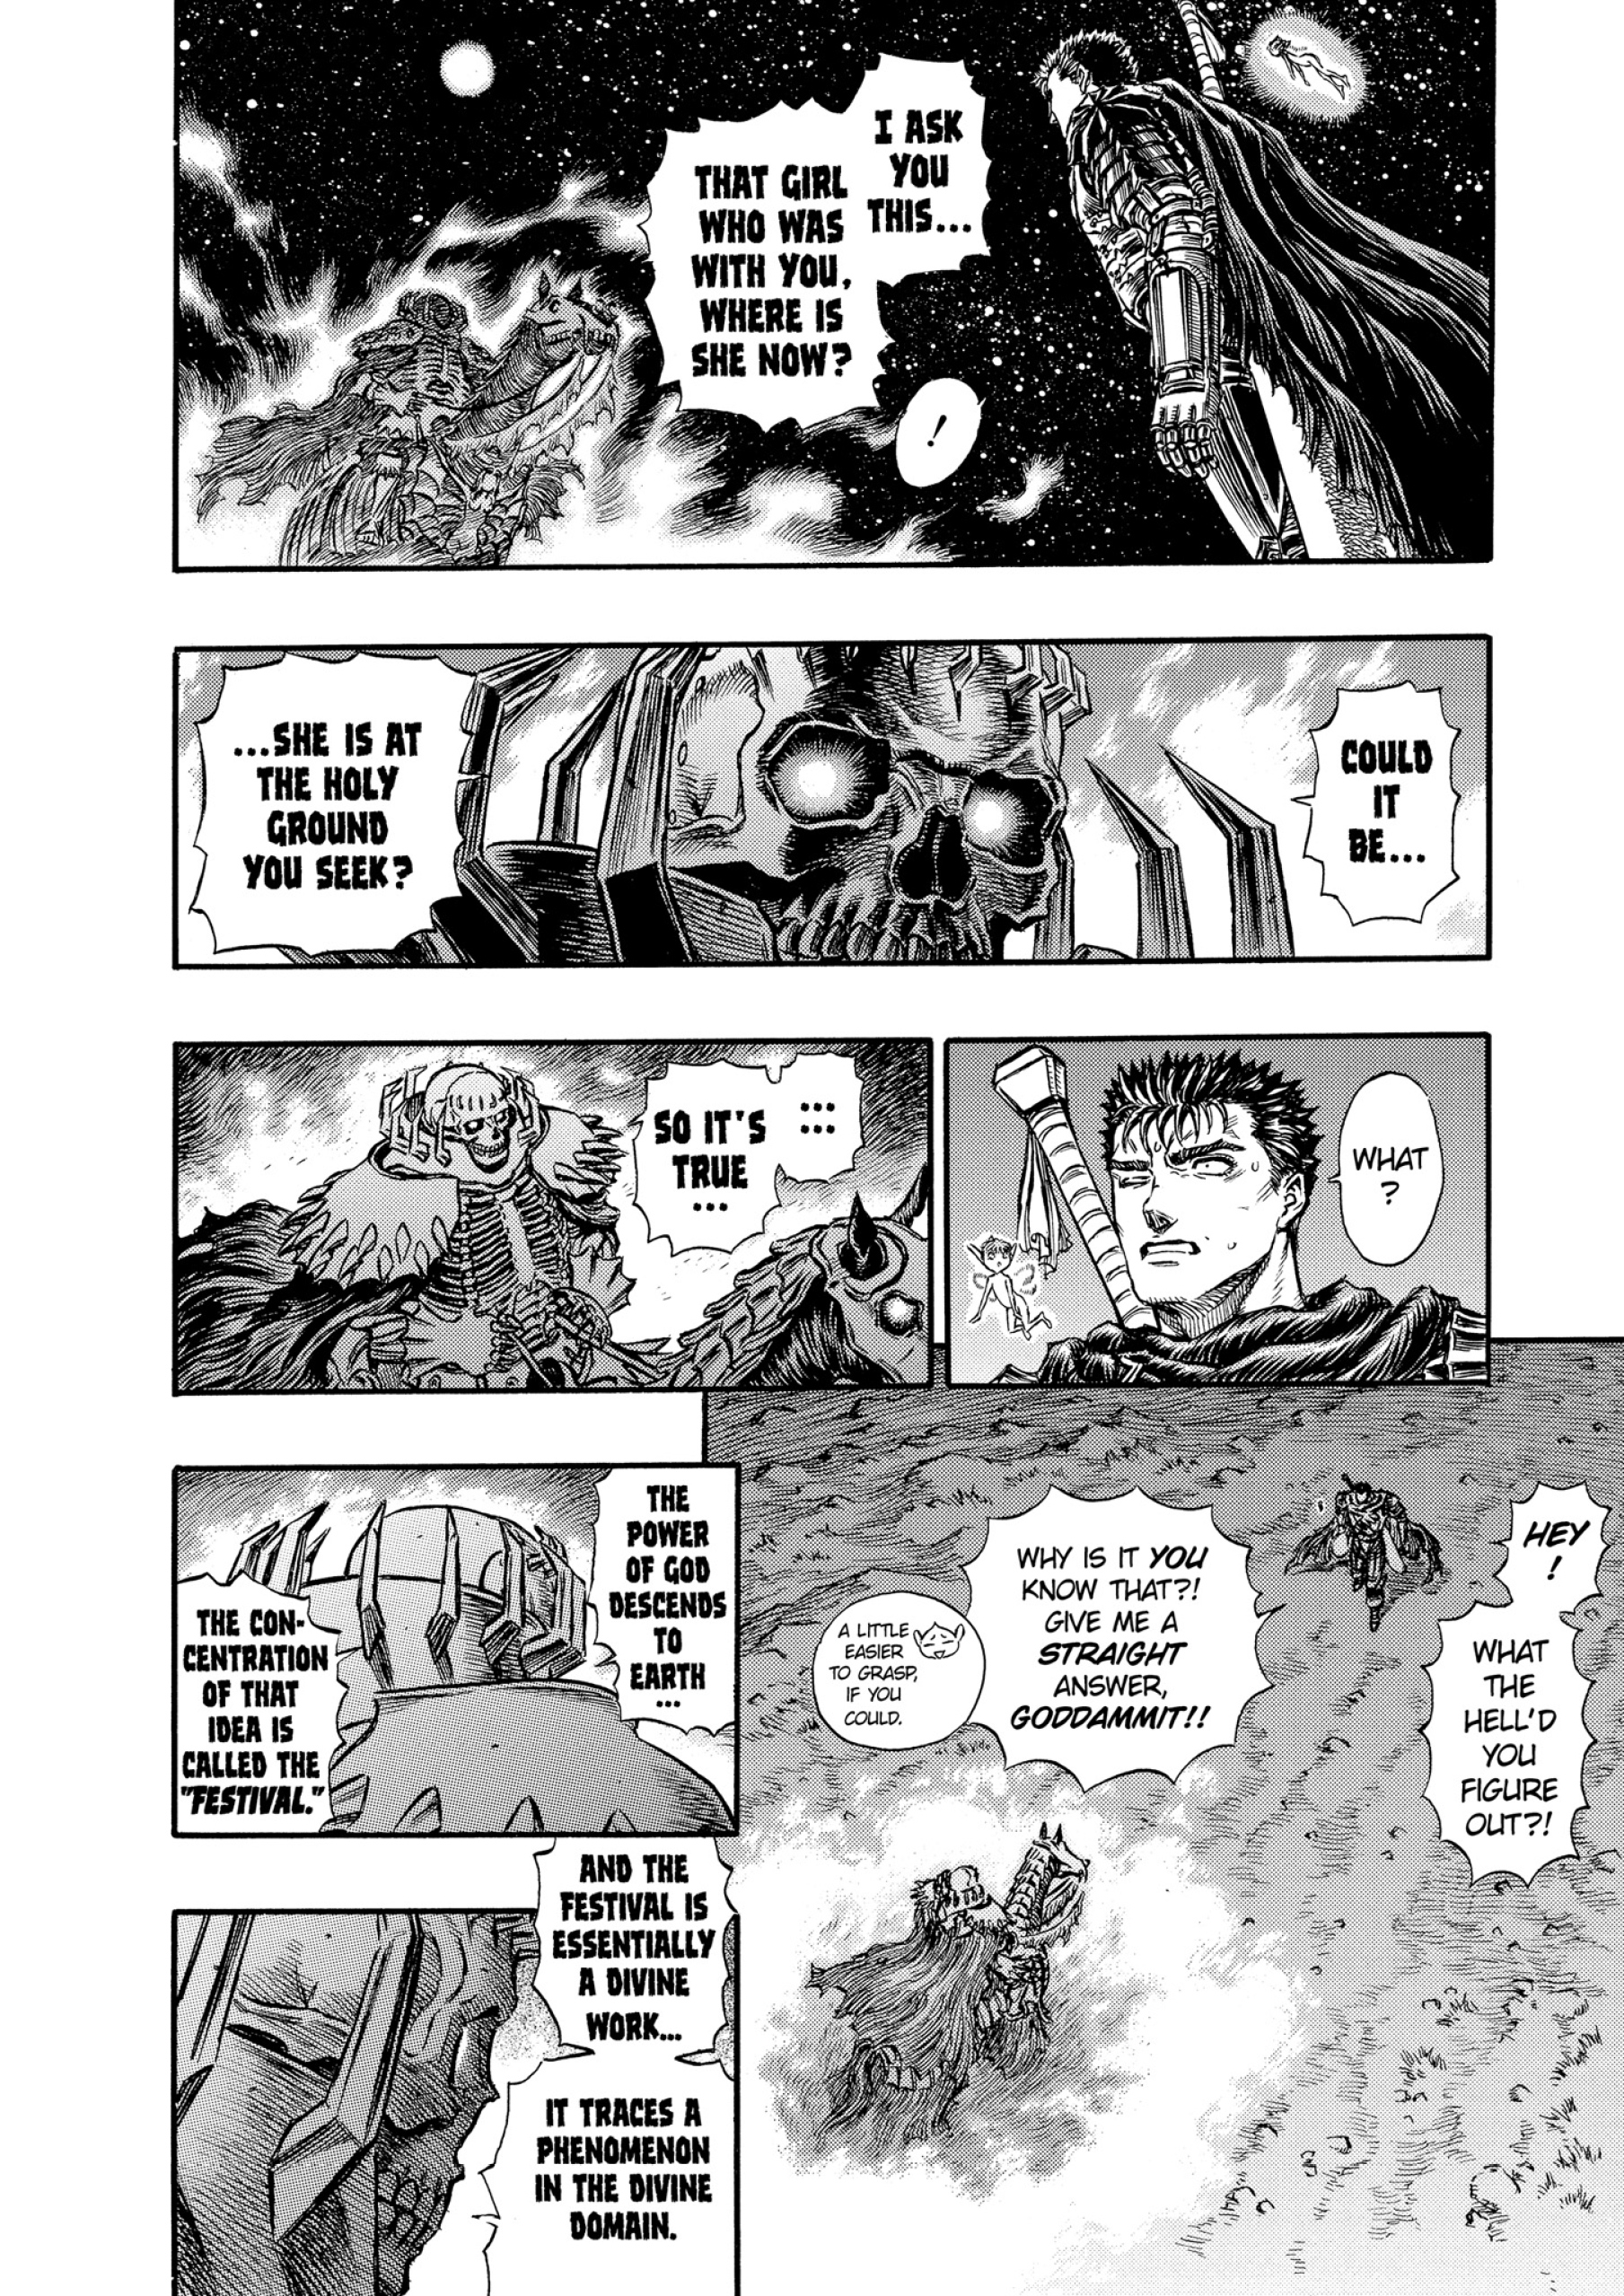 I ASK
YOU
THIS...
THAT GIRL
WHO WAS
WITH YOU,
WHERE IS
SHE NOW?
!
COULD
IT
BE...
...SHE IS AT
THE HOLY
GROUND
YOU SEEK?
WHAT
?
......
SO IT'S
TRUE
...
HEY
!
WHAT
THE
HELL'D
YOU
FIGURE
OUT?!
WHY IS IT YOU
KNOW THAT?!
GIVE ME A
STRAIGHT
ANSWER,
GODDAMMIT!!
A LITTLE
EASIER
TO GRASP,
IF YOU
COULD.
THE
POWER
OF GOD
DESCENDS
TO
EARTH
...
THE CON-
CENTRATION
OF THAT
IDEA IS
CALLED THE
"FESTIVAL."
AND THE
FESTIVAL IS
ESSENTIALLY
A DIVINE
WORK...
IT TRACES A
PHENOMENON
IN THE DIVINE
DOMAIN.